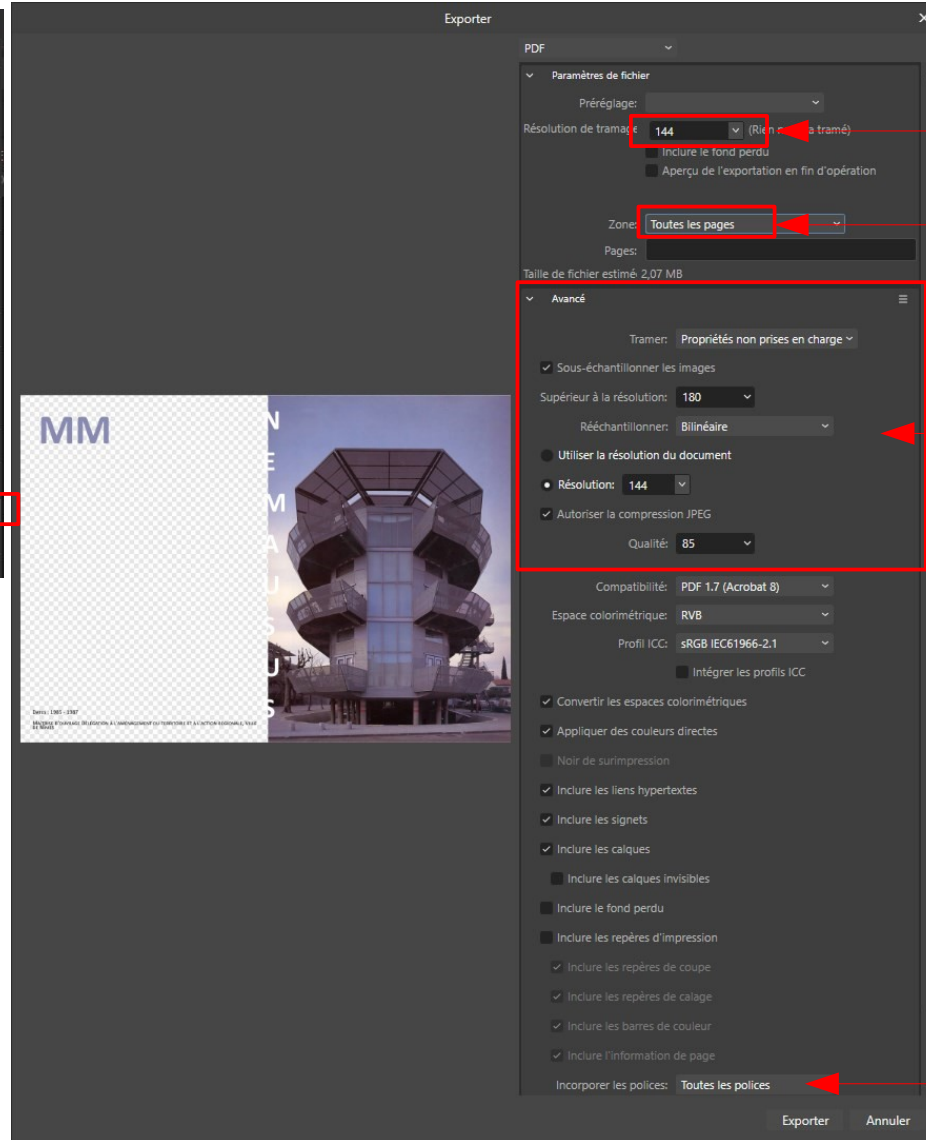 Exporter
PDF
Paramètres de fichier
Préréglage:
Résolution de tramage 144 (Rien a tramé)
Inclure le fond perdu
Aperçu de l'exportation en fin d'opération
Zone: Toutes les pages
Pages:
Taille de fichier estimé 2,07 MB
Avancé
Tramer: Propriétés non prises en charge
Sous-échantillonner les images
Supérieur à la résolution: 180
Rééchantillonner: Bilinéaire
Utiliser la résolution du document
Résolution: 144
Autoriser la compression JPEG
Qualité: 85
Compatibilité: PDF 1.7 (Acrobat 8)
Espace colorimétrique: RVB
Profil ICC: sRGB IEC61966-2.1
Intégrer les profils ICC
Convertir les espaces colorimétriques
Appliquer des couleurs directes
Noir de surimpression
Inclure les liens hypertextes
Inclure les signets
Inclure les calques
Inclure les calques invisibles
Inclure le fond perdu
Inclure les repères d'impression
Inclure les repères de coupe
Inclure les repères de calage
Inclure les barres de couleur
Inclure l'information de page
Incorporer les polices: Toutes les polices
Exporter Annuler
MM
N
E
M
A
U
S
U
S
: 1985 - 1987